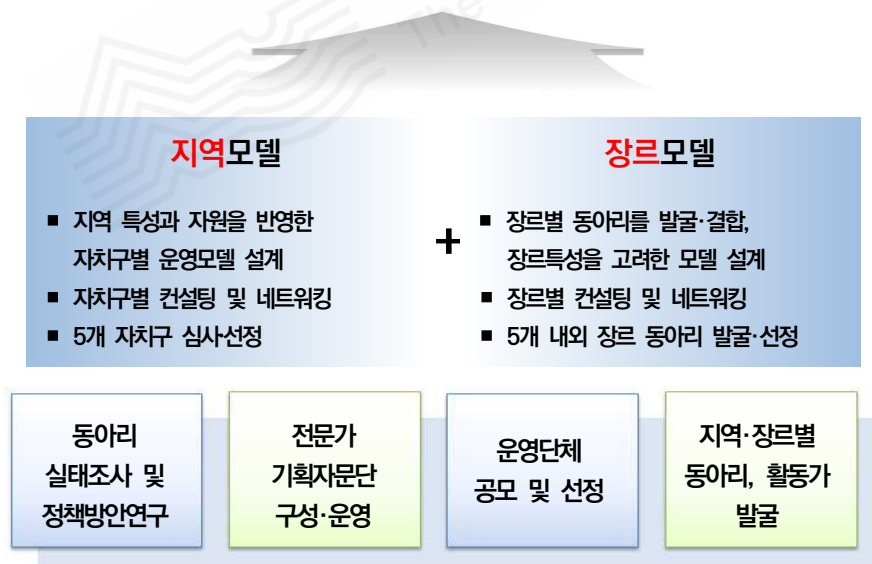 The
지역모델
■ 지역 특성과 자원을 반영한
자치구별 운영모델 설계
■ 자치구별 컨설팅 및 네트워킹
■ 5개 자치구 심사·선정
+
장르모델
■ 장르별 동아리를 발굴·결합,
장르특성을 고려한 모델 설계
■ 장르별 컨설팅 및 네트워킹
■ 5개 내외 장르 동아리 발굴·선정
동아리
실태조사 및
정책방안연구
전문가
기획자문단
구성·운영
운영단체
공모 및 선정
지역·장르별
동아리, 활동가
발굴